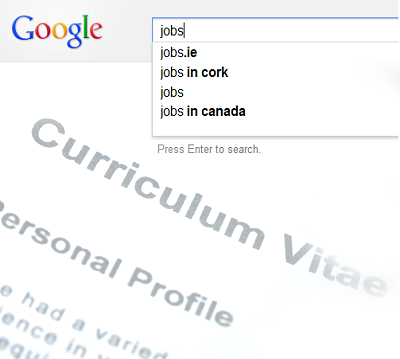 Google
jobs
jobs.ie
jobs in cork
jobs
jobs in canada
Press Enter to search.
Curriculum Vitae
Personal Profile
e had a varied
ience in
equi